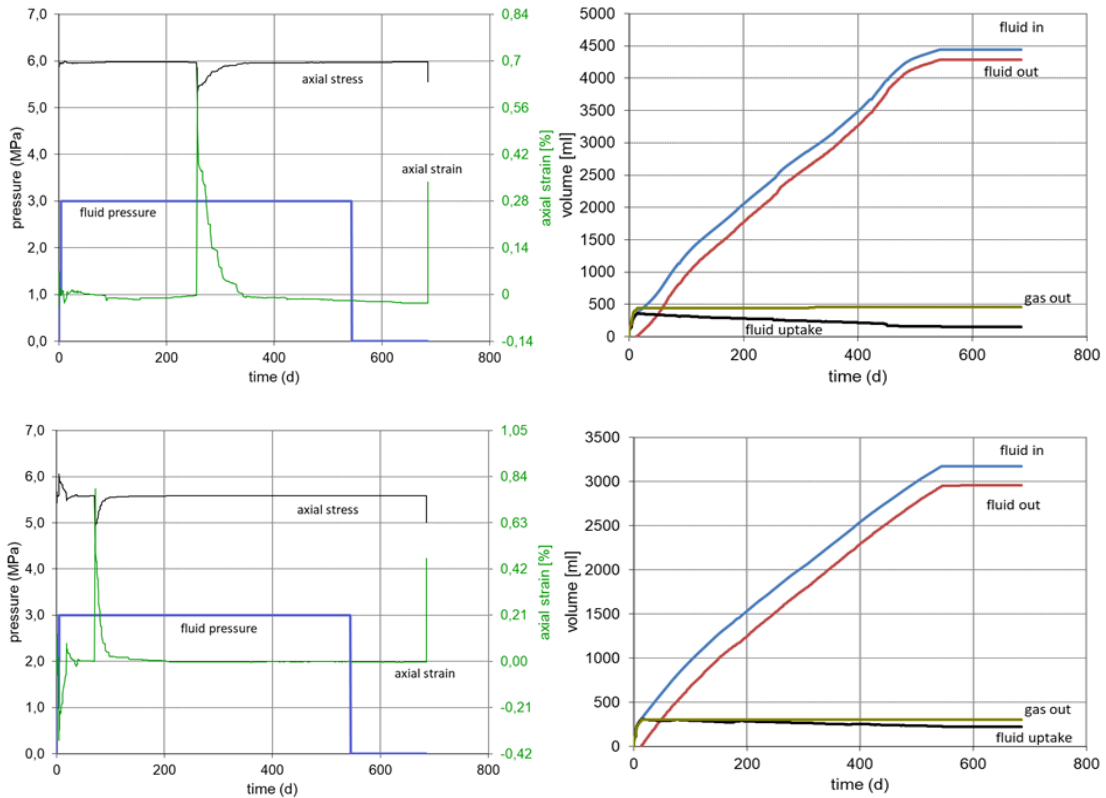 7,0
6,0
5,0
4,0
3,0
2,0
1,0
0,0
pressure (MPa)
0
200
400
600
800
time (d)
0,84
0,7
0,56
0,42
0,28
0,14
0
-0,14
axial strain [%]
axial stress
axial strain
fluid pressure
5000
4500
4000
3500
3000
2500
2000
1500
1000
500
0
volume [ml]
0
200
400
600
800
time (d)
fluid in
fluid out
gas out
fluid uptake
7,0
6,0
5,0
4,0
3,0
2,0
1,0
0,0
pressure (MPa)
0
200
400
600
800
time (d)
1,05
0,84
0,63
0,42
0,21
0,00
-0,21
-0,42
axial strain [%]
axial stress
fluid pressure
axial strain
3500
3000
2500
2000
1500
1000
500
0
volume [ml]
0
200
400
600
800
time (d)
fluid in
fluid out
gas out
fluid uptake